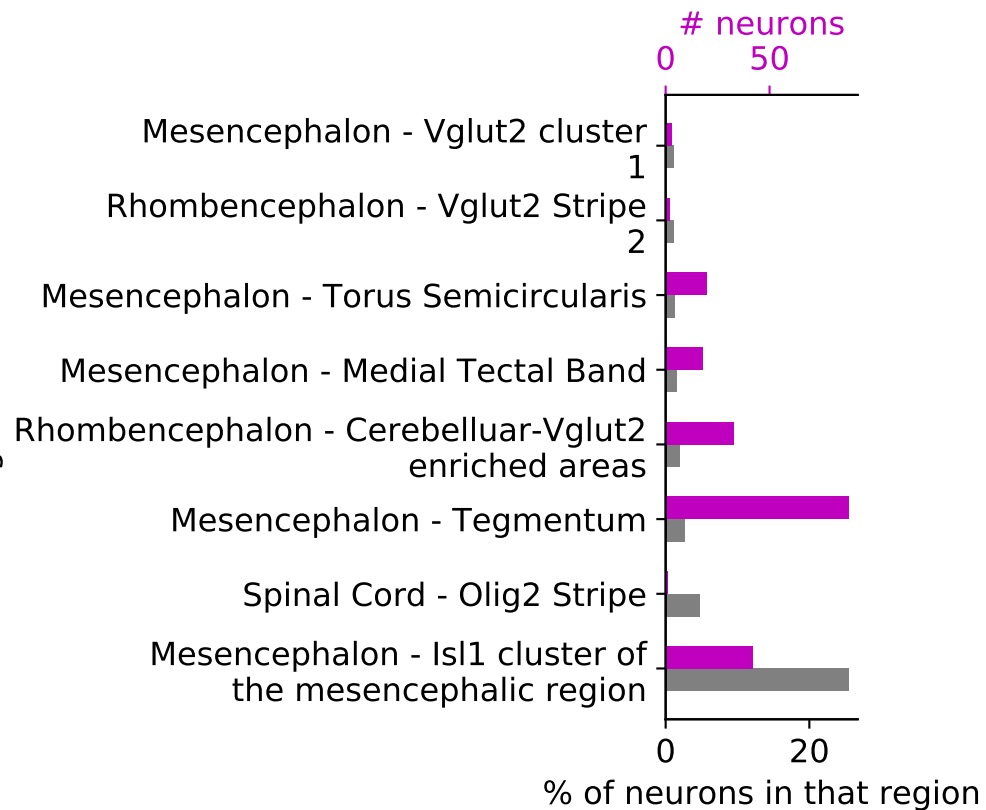 # neurons
0 50
Mesencephalon - Vglut2 cluster
1
Rhombencephalon - Vglut2 Stripe
2
Mesencephalon - Torus Semicircularis
Mesencephalon - Medial Tectal Band
Rhombencephalon - Cerebelluar-Vglut2
enriched areas
Mesencephalon - Tegmentum
Spinal Cord - Olig2 Stripe
Mesencephalon - Isl1 cluster of
the mesencephalic region
0 20
% of neurons in that region